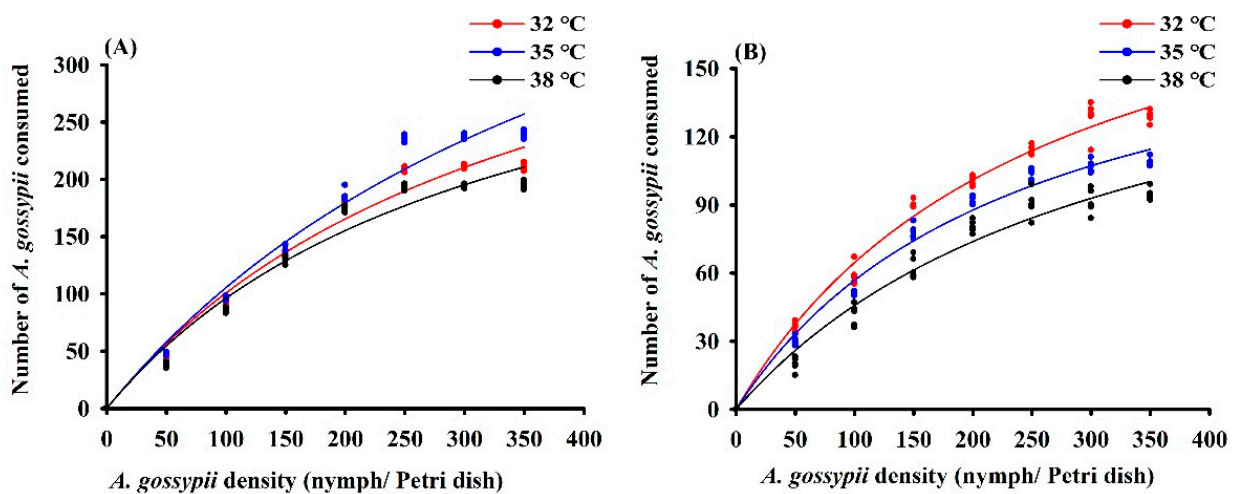 (A)
32 °C
35 °C
38 °C
Number of A. gossypii consumed
300
250
200
150
100
50
0
0 50 100 150 200 250 300 350 400
A. gossypii density (nymph/ Petri dish)
(B)
32 °C
35 °C
38 °C
Number of A. gossypii consumed
150
120
90
60
30
0
0 50 100 150 200 250 300 350 400
A. gossypii density (nymph/ Petri dish)